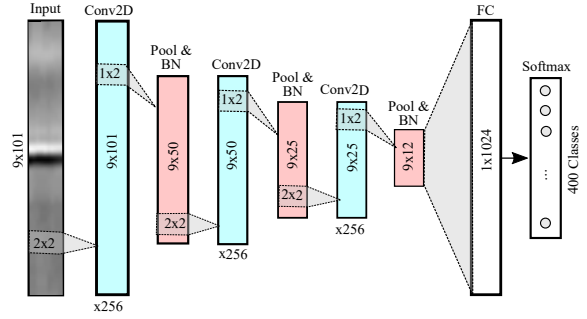 Input
Conv2D
FC
Pool &
BN
Conv2D
Softmax
Pool &
BN
Conv2D
Pool &
BN
1x2
1x2
1x2
9x101
9x101
9x50
9x50
9x25
9x25
9x12
1x1024
...
400 Classes
2x2
2x2
2x2
x256
x256
x256